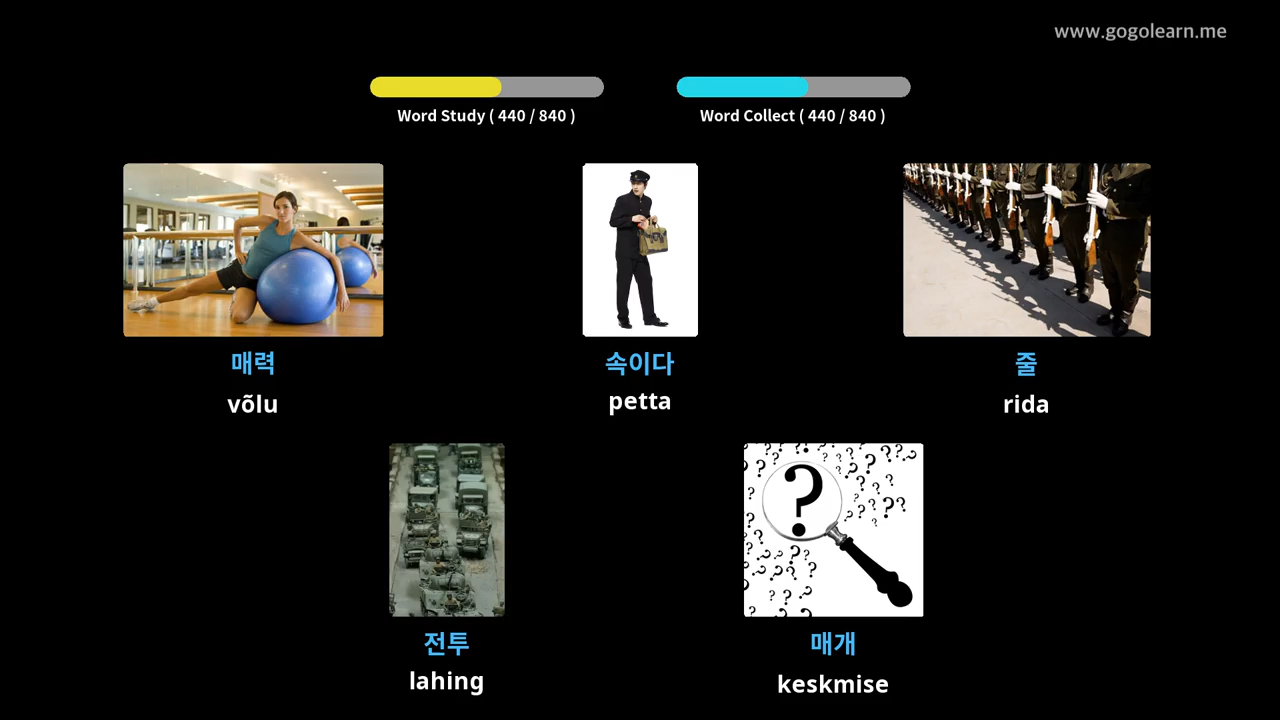 www.gogolearn.me
Word Study ( 440 / 840 )
Word Collect ( 440 / 840 )
매력
võlu
속이다
petta
줄
rida
전투
lahing
매개
keskmise